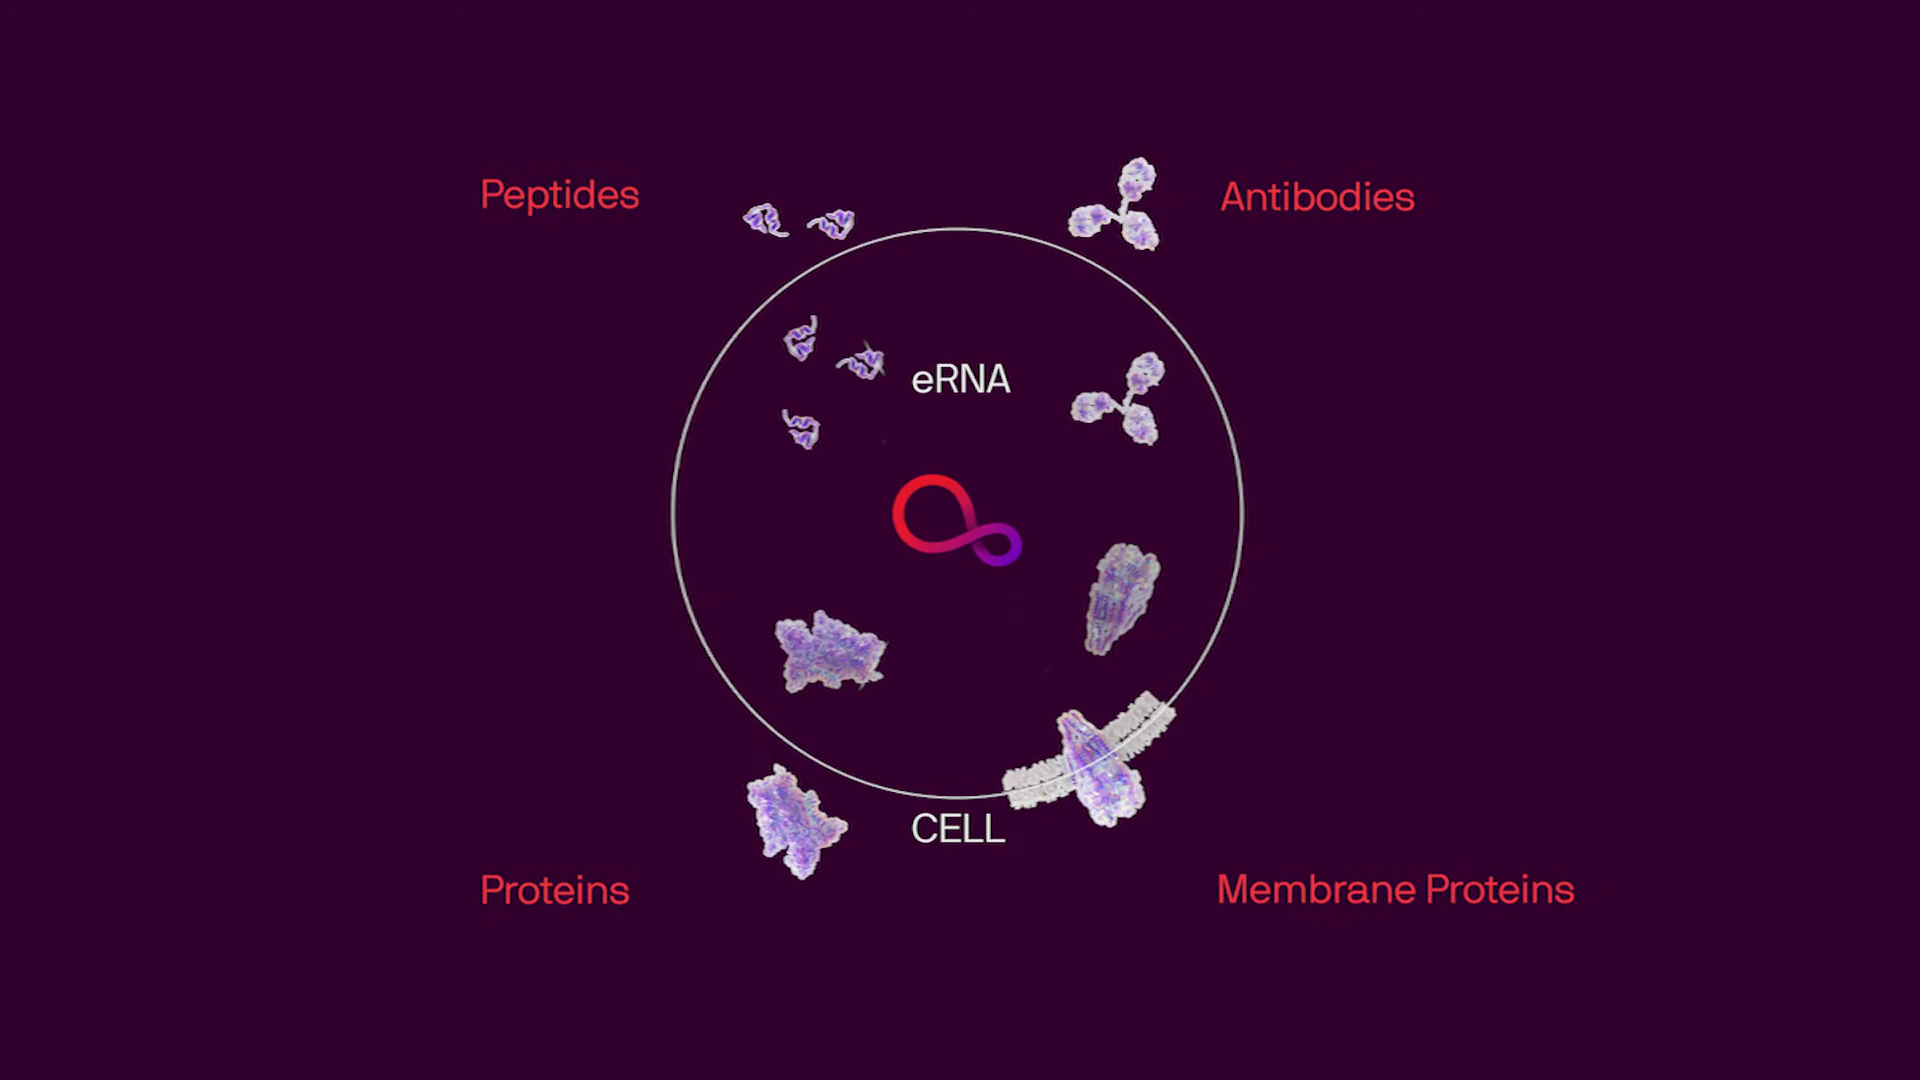 Peptides
Antibodies
eRNA
CELL
Proteins
Membrane Proteins